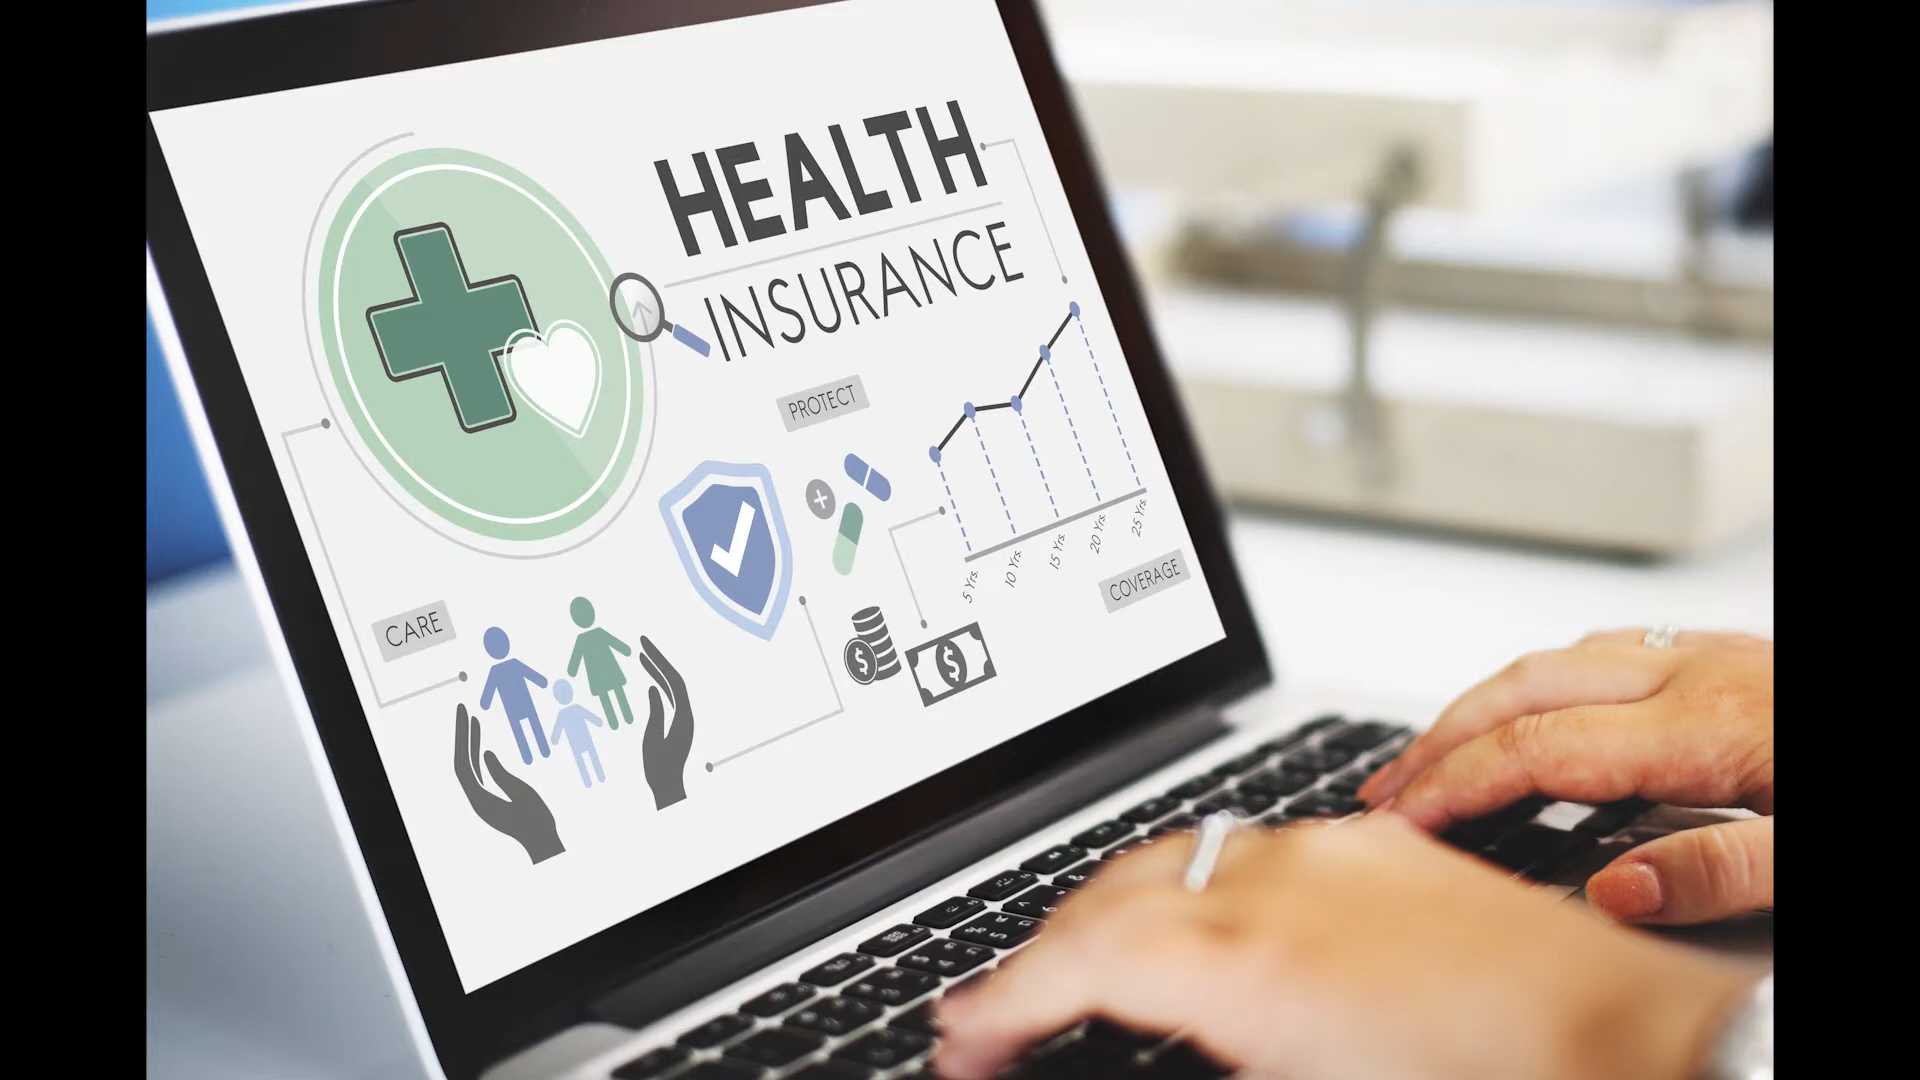 HEALTH
INSURANCE
PROTECT
CARE
5 Yrs.
10 Yrs.
15 Yrs.
20 Yrs.
25 Yrs.
COVERAGE
$
$